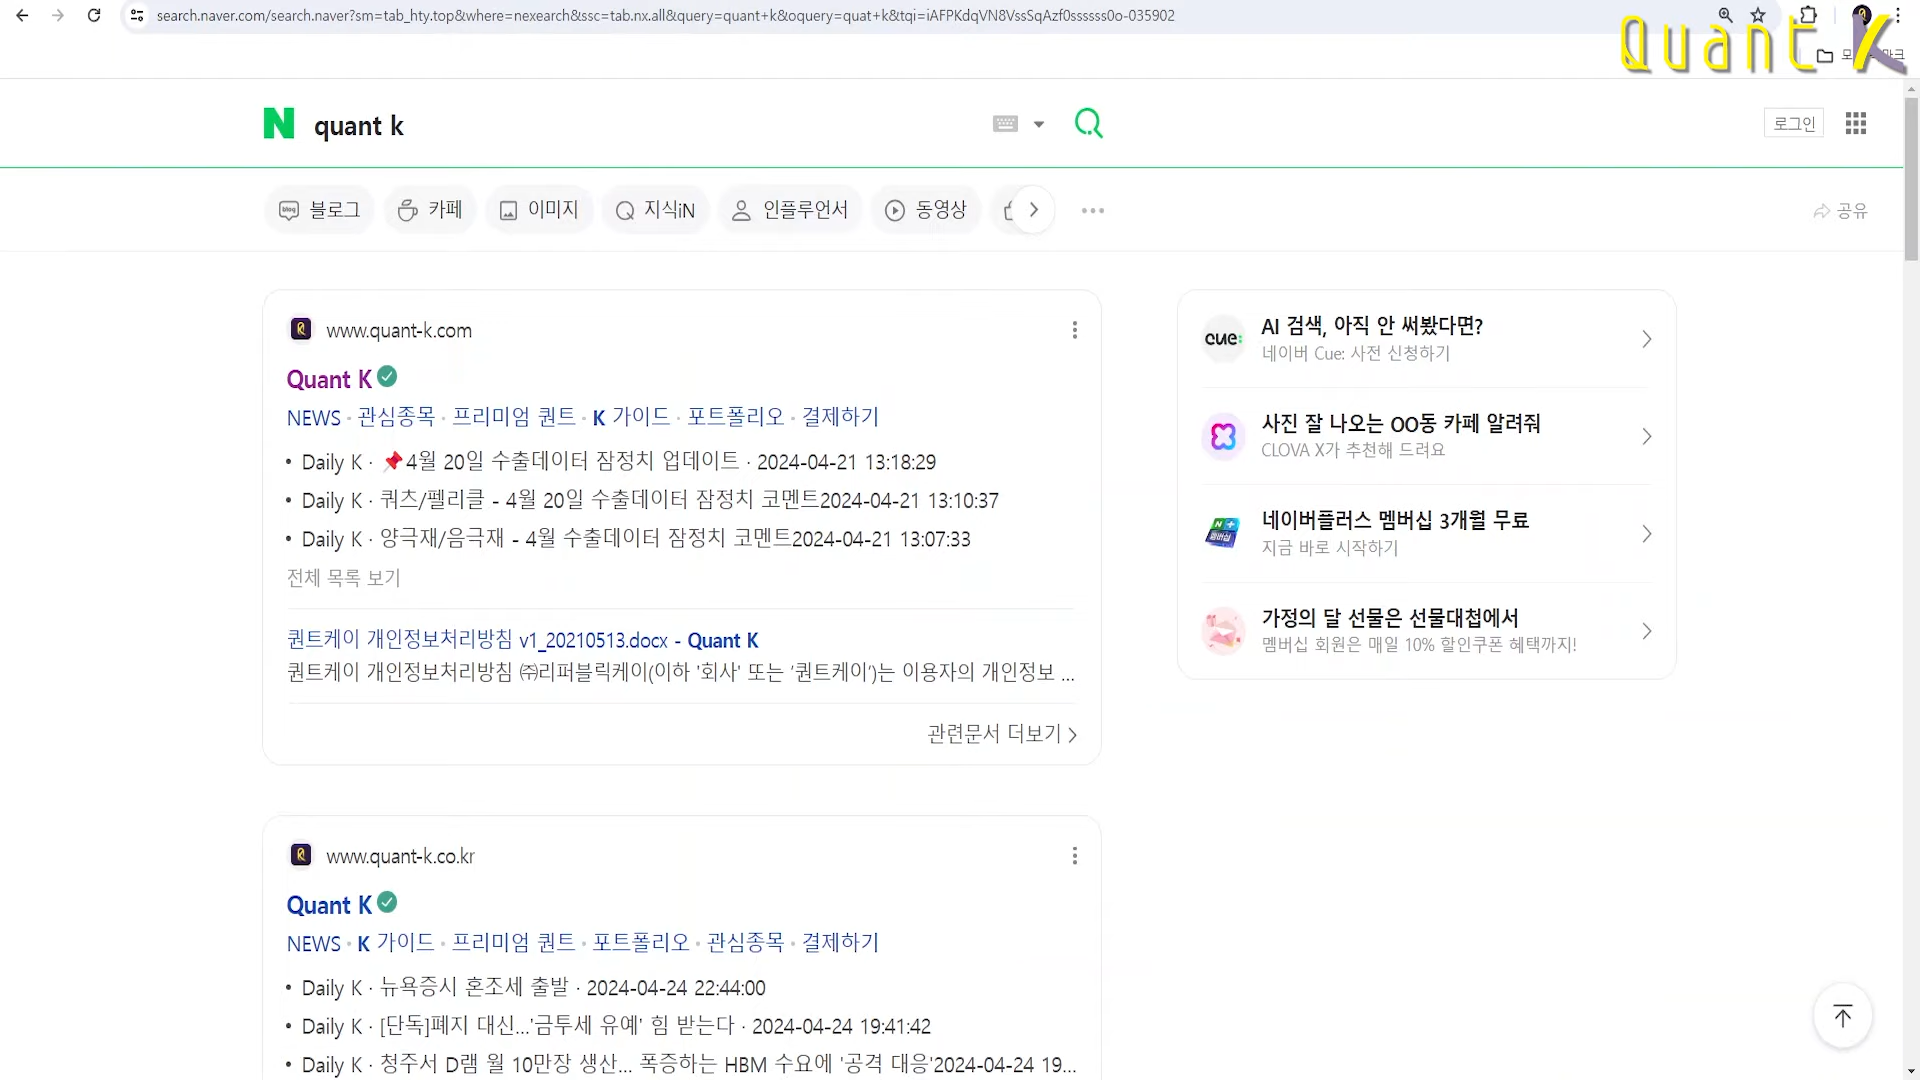 search.naver.com/search.naver?sm=tab_hty.top&where=nexearch&ssc=tab.nx.all&query=quant+k&oquery=quat+k&tqi=iAFPKdqVN8VssSqAzf0ssssss0o-035902
Quant K
N quant k
로그인
블로그 카페 이미지 지식iN 인플루언서 동영상
공유
www.quant-k.com
Quant K
NEWS · 관심종목 · 프리미엄 퀀트 · K 가이드 · 포트폴리오 · 결제하기
• Daily K · 📌4월 20일 수출데이터 잠정치 업데이트 · 2024-04-21 13:18:29
• Daily K · 쿼츠/펠리클 - 4월 20일 수출데이터 잠정치 코멘트2024-04-21 13:10:37
• Daily K · 양극재/음극재 - 4월 수출데이터 잠정치 코멘트2024-04-21 13:07:33
전체 목록 보기
퀀트케이 개인정보처리방침 v1_20210513.docx - Quant K
퀀트케이 개인정보처리방침 ㈜리퍼블릭케이(이하 '회사' 또는 ‘퀀트케이’)는 이용자의 개인정보 ...
관련문서 더보기
www.quant-k.co.kr
Quant K
NEWS · K 가이드 · 프리미엄 퀀트 · 포트폴리오 · 관심종목 · 결제하기
• Daily K · 뉴욕증시 혼조세 출발 · 2024-04-24 22:44:00
• Daily K · [단독]폐지 대신...'금투세 유예' 힘 받는다 · 2024-04-24 19:41:42
• Daily K · 청주서 D램 월 10만장 생산... 폭증하는 HBM 수요에 '공격 대응'2024-04-24 19...
cue:
AI 검색, 아직 안 써봤다면?
네이버 Cue: 사전 신청하기
사진 잘 나오는 OO동 카페 알려줘
CLOVA X가 추천해 드려요
네이버플러스 멤버십 3개월 무료
지금 바로 시작하기
가정의 달 선물은 선물대첩에서
멤버십 회원은 매일 10% 할인쿠폰 혜택까지!